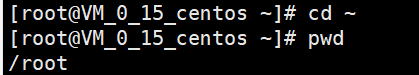 [root@VM_0_15_centos ~]# cd ~
[root@VM_0_15_centos ~]# pwd
/root